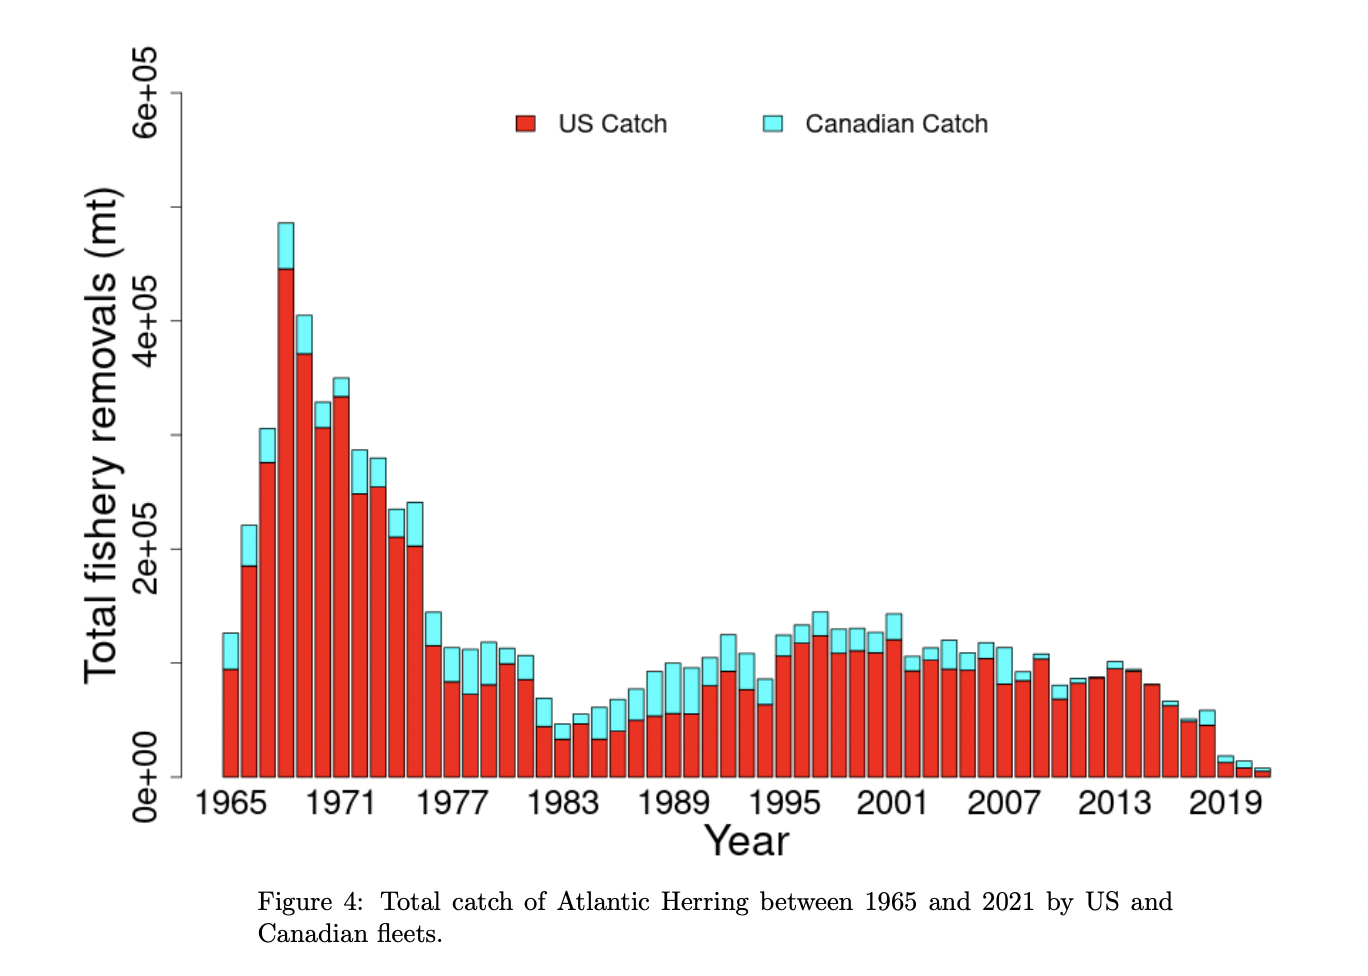 6e+05
4e+05
2e+05
0e+00
Total fishery removals (mt)
US Catch
Canadian Catch
1965 1971 1977 1983 1989 1995 2001 2007 2013 2019
Year
Figure 4: Total catch of Atlantic Herring between 1965 and 2021 by US and
Canadian fleets.